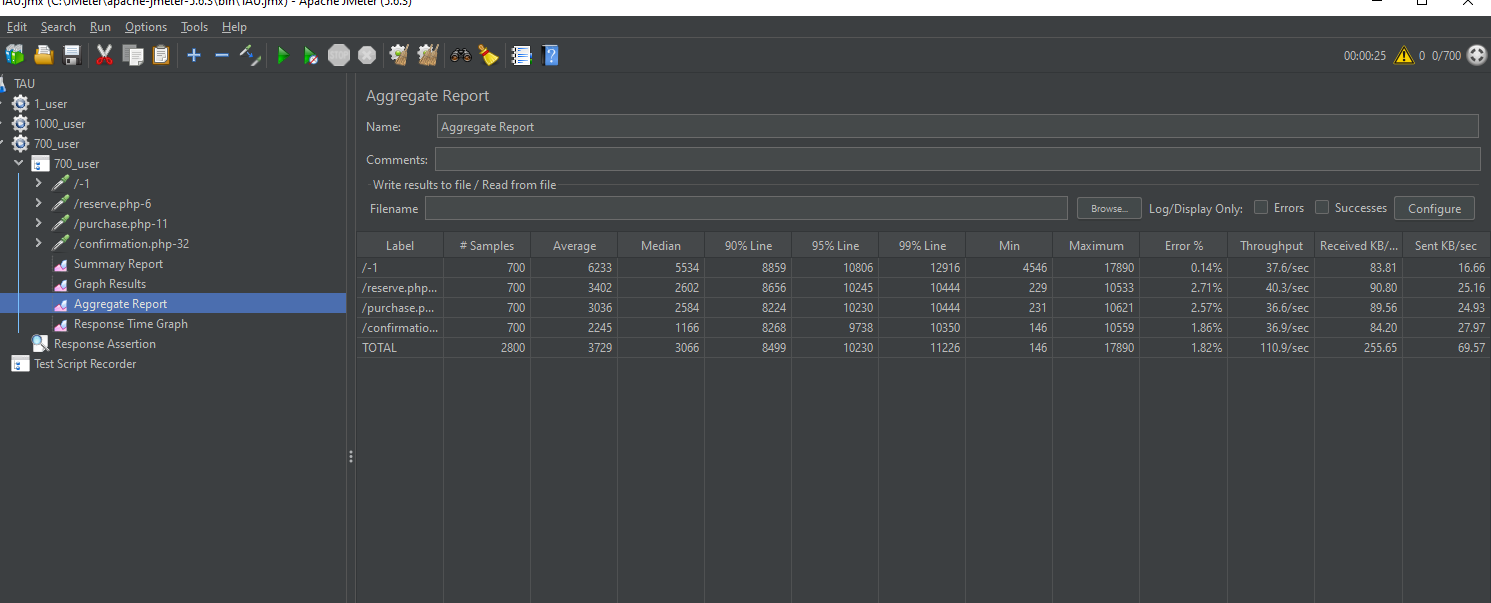 TAU.jmx (C:\JMeter\apache-jmeter-5.6.3\bin\TAU.jmx) - Apache JMeter (5.6.3)
Edit Search Run Options Tools Help
00:00:25 0 0/700
TAU
1_user
1000_user
700_user
700_user
/-1
/reserve.php-6
/purchase.php-11
/confirmation.php-32
Summary Report
Graph Results
Aggregate Report
Response Time Graph
Response Assertion
Test Script Recorder
Aggregate Report
Name: Aggregate Report
Comments:
Write results to file / Read from file
Filename Browse... Log/Display Only: Errors Successes Configure
Label # Samples Average Median 90% Line 95% Line 99% Line Min Maximum Error % Throughput Received KB/... Sent KB/sec
/-1 700 6233 5534 8859 10806 12916 4546 17890 0.14% 37.6/sec 83.81 16.66
/reserve.php... 700 3402 2602 8656 10245 10444 229 10533 2.71% 40.3/sec 90.80 25.16
/purchase.p... 700 3036 2584 8224 10230 10444 231 10621 2.57% 36.6/sec 89.56 24.93
/confirmatio... 700 2245 1166 8268 9738 10350 146 10559 1.86% 36.9/sec 84.20 27.97
TOTAL 2800 3729 3066 8499 10230 11226 146 17890 1.82% 110.9/sec 255.65 69.57